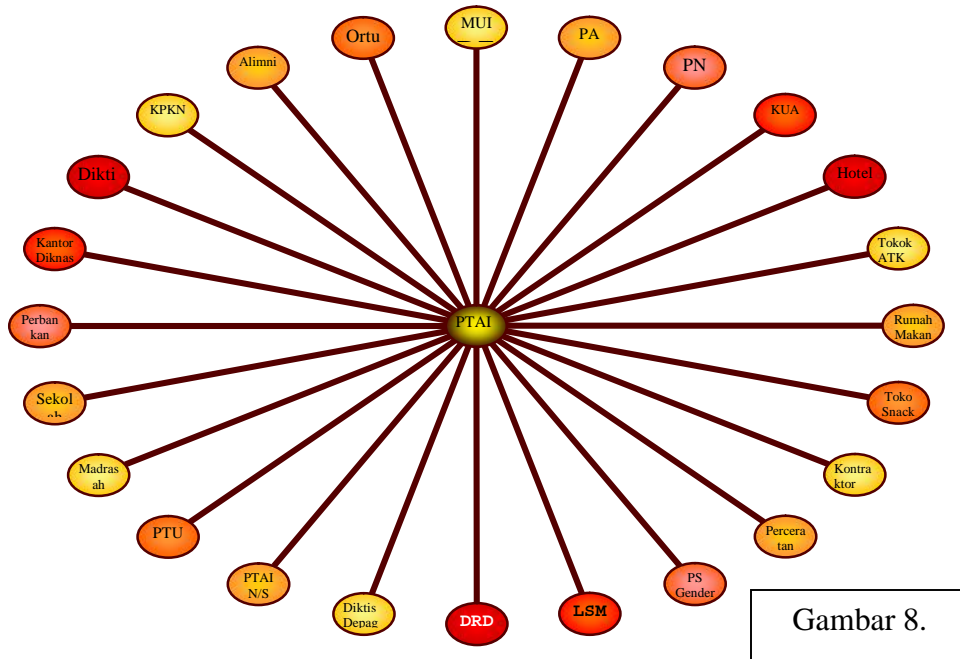 MUI
PA
PN
KUA
Hotel
Tokok
ATK
Rumah
Makan
Toko
Snack
Kontra
ktor
Percera
tan
PS
Gender
LSM
DRD
Diktis
Depag
PTAI
N/S
PTU
Madras
ah
Sekol
ah
Perban
kan
Kantor
Diknas
Dikti
KPKN
Alimni
Ortu
PTAI
Gambar 8.